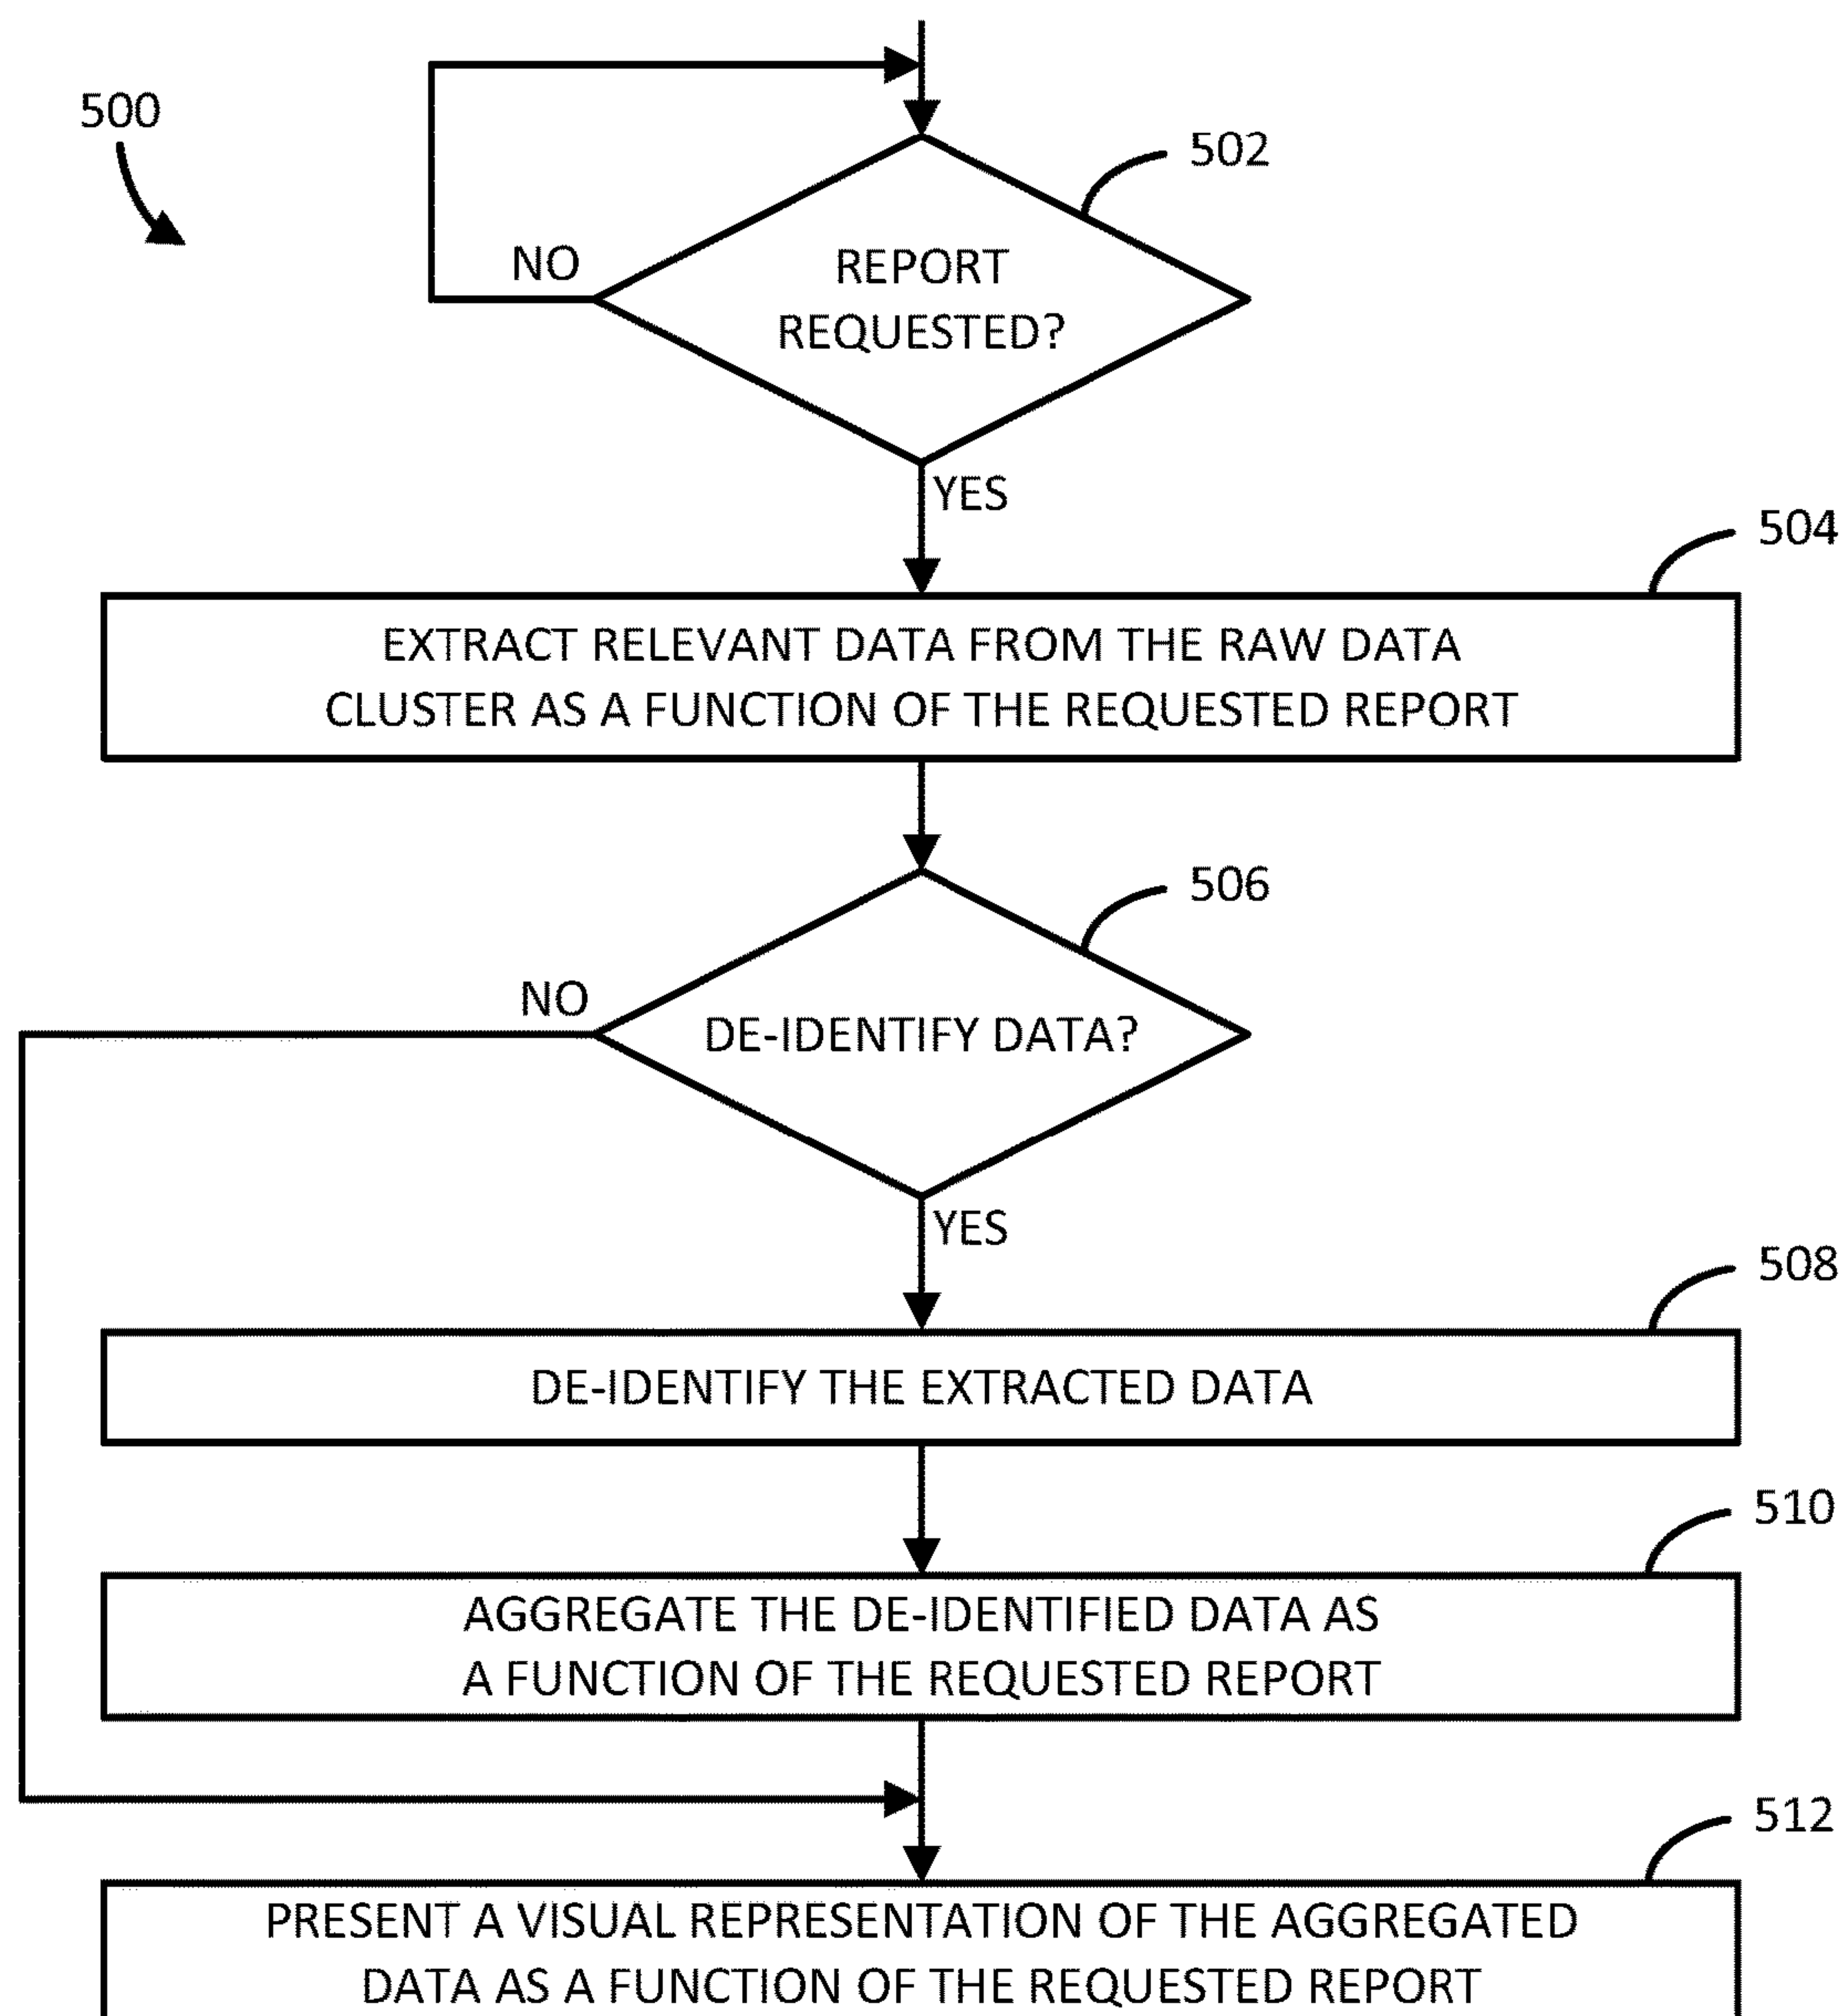 500
502
NO
REPORT
REQUESTED?
YES
504
EXTRACT RELEVANT DATA FROM THE RAW DATA
CLUSTER AS A FUNCTION OF THE REQUESTED REPORT
506
NO
DE-IDENTIFY DATA?
YES
508
DE-IDENTIFY THE EXTRACTED DATA
510
AGGREGATE THE DE-IDENTIFIED DATA AS
A FUNCTION OF THE REQUESTED REPORT
512
PRESENT A VISUAL REPRESENTATION OF THE AGGREGATED
DATA AS A FUNCTION OF THE REQUESTED REPORT